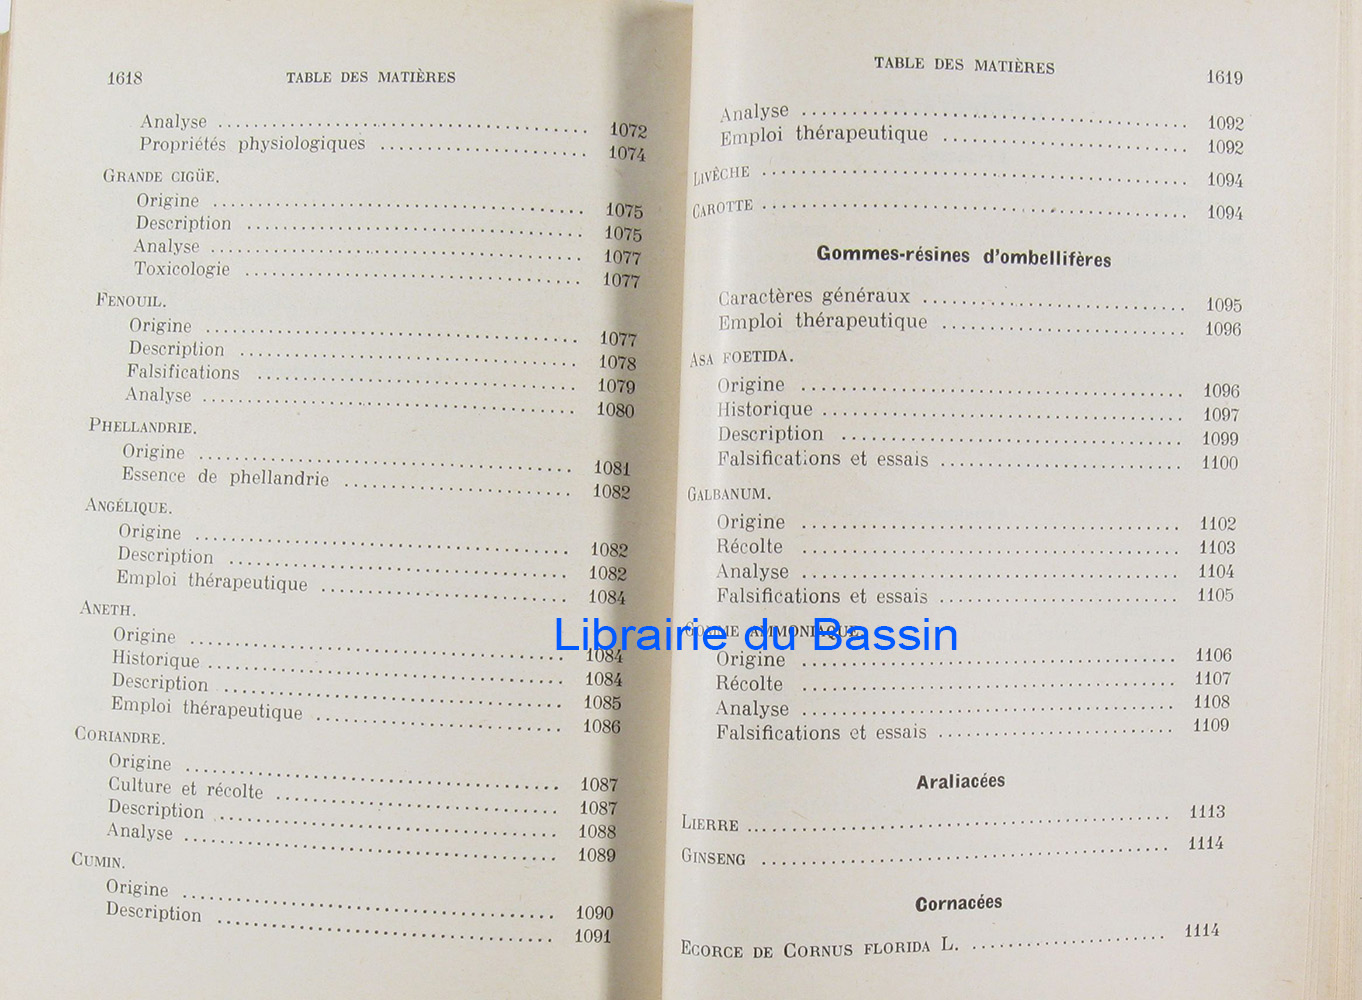 1618 TABLE DES MATIÈRES
Analyse ........ 1072
Propriétés physiologiques ........ 1074
GRANDE CIGÜE.
Origine ........ 1075
Description ........ 1075
Analyse ........ 1077
Toxicologie ........ 1077
FENOUIL.
Origine ........ 1077
Description ........ 1078
Falsifications ........ 1079
Analyse ........ 1080
PHELLANDRIE.
Origine ........ 1081
Essence de phellandrie ........ 1082
ANGÉLIQUE.
Origine ........ 1082
Description ........ 1082
Emploi thérapeutique ........ 1084
ANETH.
Origine ........ 1084
Historique ........ 1084
Description ........ 1085
Emploi thérapeutique ........ 1086
CORIANDRE.
Origine ........ 1087
Culture et récolte ........ 1087
Description ........ 1088
Analyse ........ 1089
CUMIN.
Origine ........ 1090
Description ........ 1091
TABLE DES MATIÈRES 1619
Analyse ........ 1092
Emploi thérapeutique ........ 1092
LIVÈCHE ........ 1094
CAROTTE ........ 1094
Gommes-résines d'ombellifères
Caractères généraux ........ 1095
Emploi thérapeutique ........ 1096
ASA FOETIDA.
Origine ........ 1096
Historique ........ 1097
Description ........ 1099
Falsifications et essais ........ 1100
GALBANUM.
Origine ........ 1102
Récolte ........ 1103
Analyse ........ 1104
Falsifications et essais ........ 1105
GOMME AMMONIAQUE.
Origine ........ 1106
Récolte ........ 1107
Analyse ........ 1108
Falsifications et essais ........ 1109
Araliacées
LIERRE ........ 1113
GINSENG ........ 1114
Cornacées
ECORCE DE CORNUS FLORIDA L. ........ 1114
Librairie du Bassin